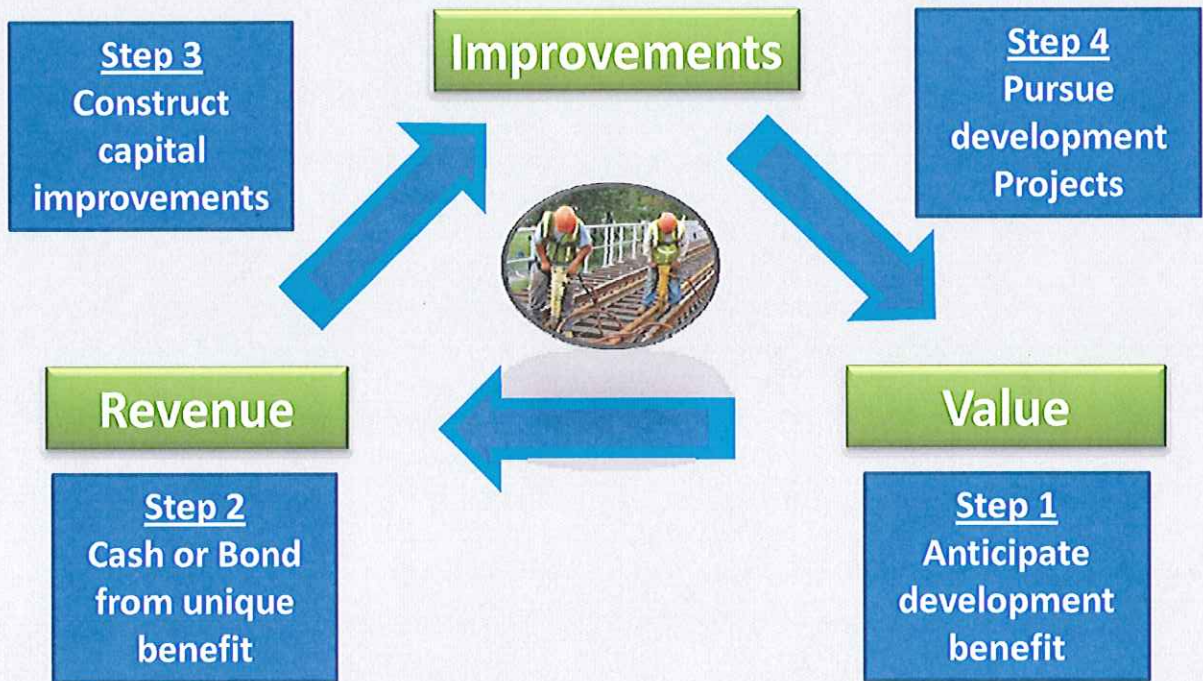 Step 3
Construct
capital
improvements
Improvements
Step 4
Pursue
development
Projects
Revenue
Value
Step 2
Cash or Bond
from unique
benefit
Step 1
Anticipate
development
benefit